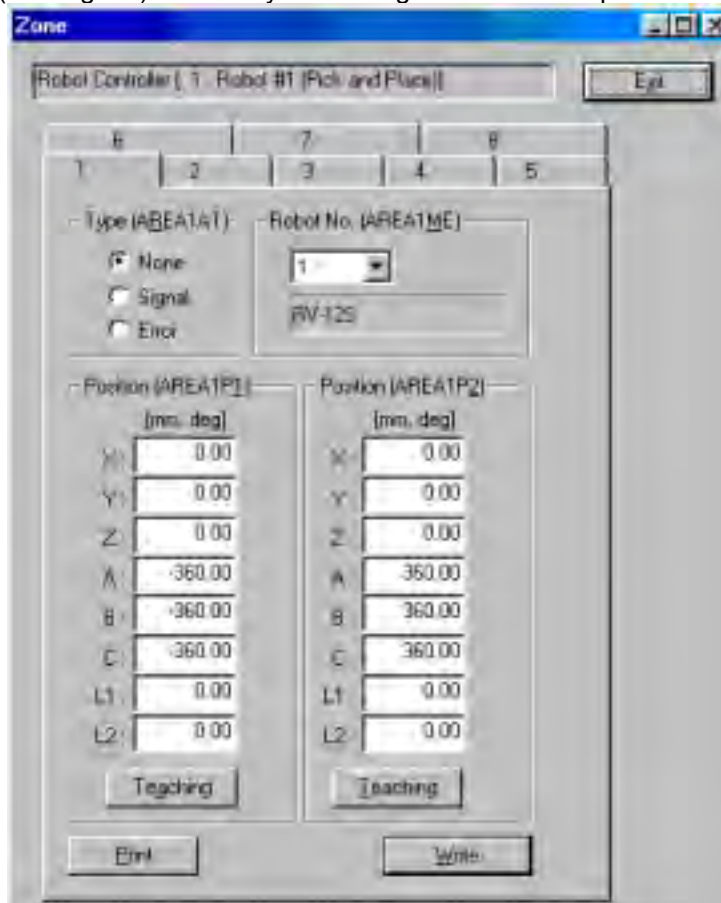 Zone
Robot Controller [ 1 : Robot #1 (Pick and Place)]
Exit
6 7 8
1 2 3 4 5
Type (AREA1AT) Robot No. (AREA1ME)
None
Signal
Error
1
RV-12S
Position (AREA1P1) Position (AREA1P2)
[mm, deg] [mm, deg]
X: 0.00 X: 0.00
Y: 0.00 Y: 0.00
Z: 0.00 Z: 0.00
A: -360.00 A: 360.00
B: -360.00 B: 360.00
C: -360.00 C: 360.00
L1: 0.00 L1: 0.00
L2: 0.00 L2: 0.00
Teaching Teaching
Print Write